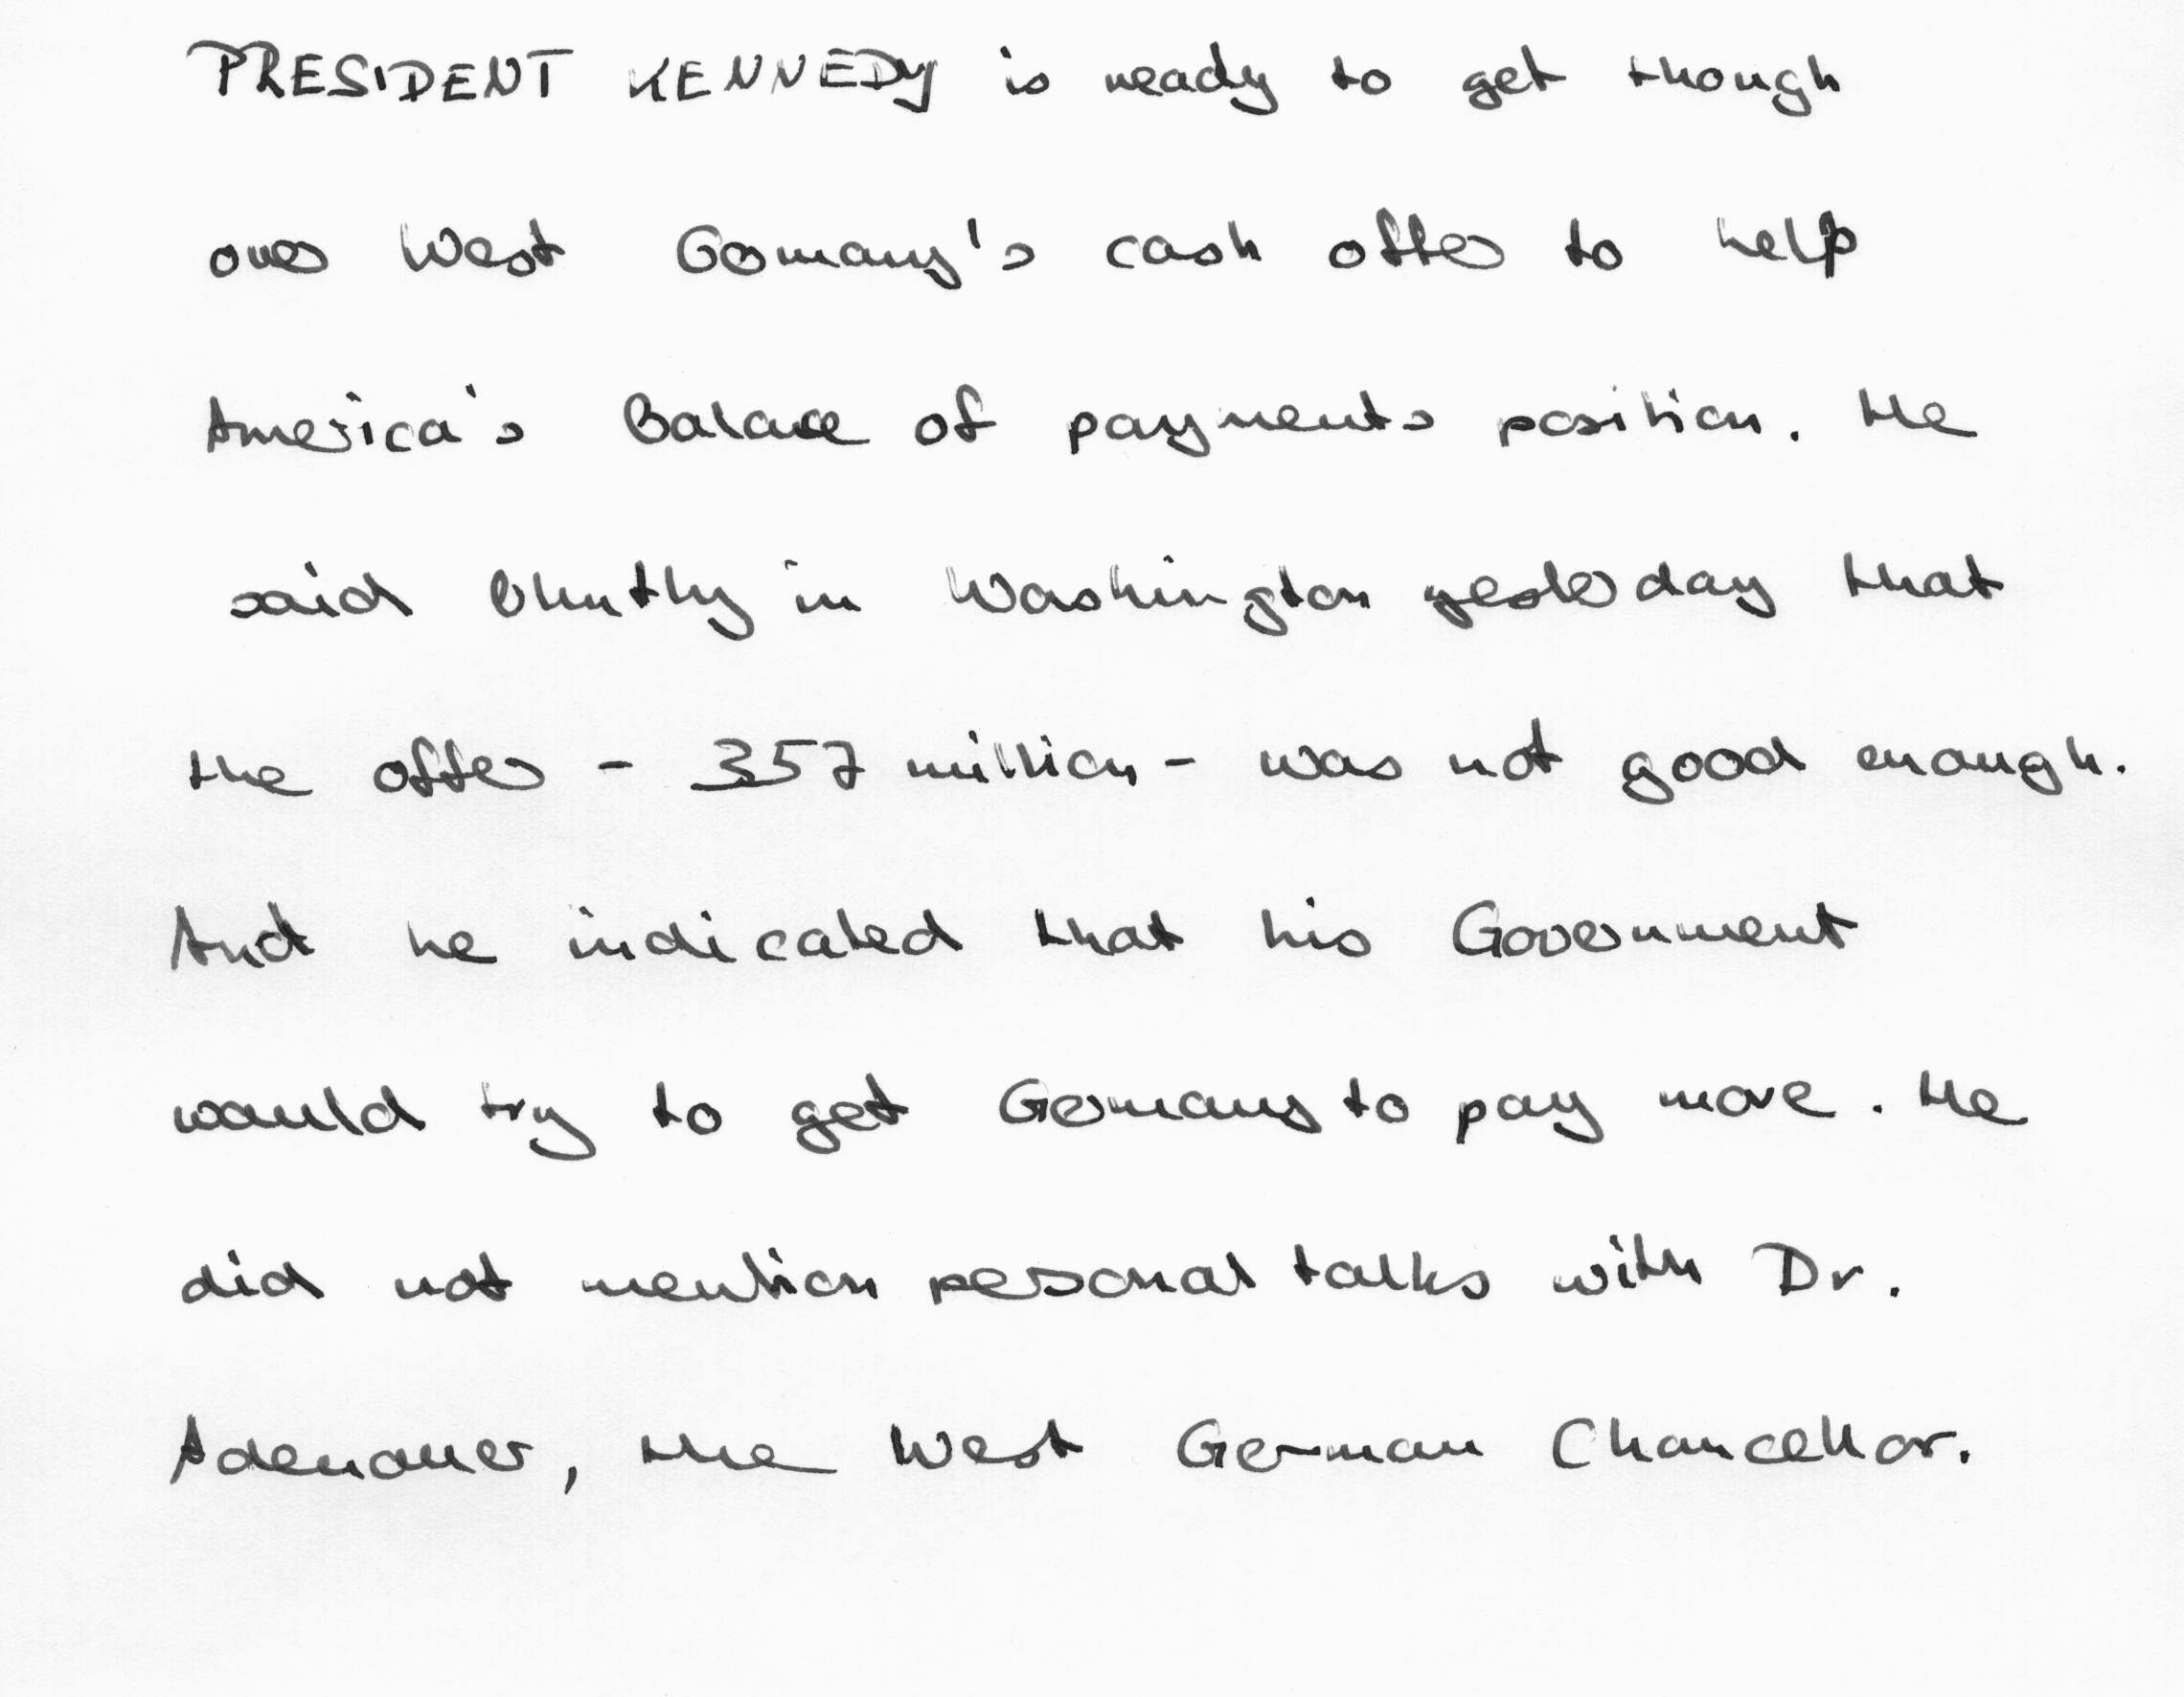 PRESIDENT KENNEDY is ready to get though
over West Germany's cash offer to help
America's Balance of payments position. He
said bluntly in Washington yesterday that
the offer - 357 million - was not good enough.
And he indicated that his Government
would try to get Germany to pay more. He
did not mention personal talks with Dr.
Adenauer, the West German Chancellor.